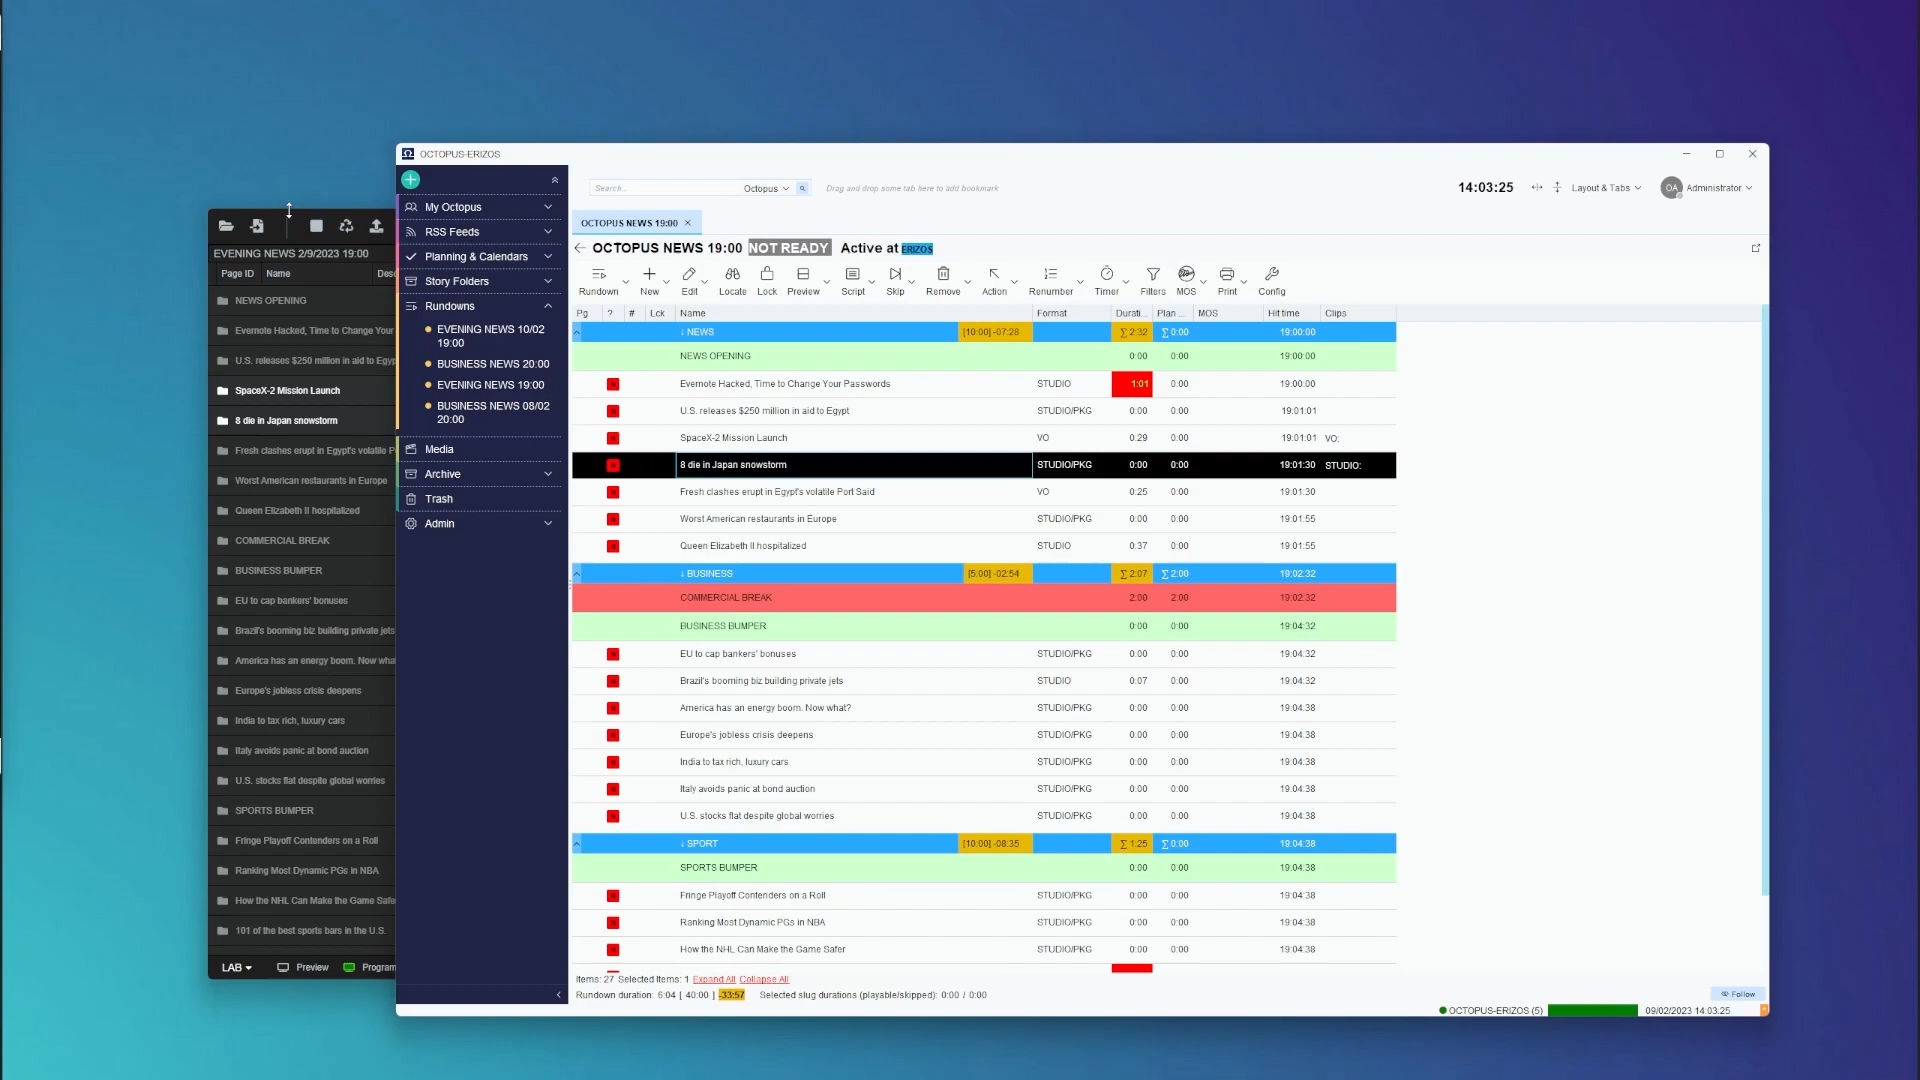 OCTOPUS-ERIZOS
Search...
Octopus
Drag and drop some tab here to add bookmark
14:03:25
Layout & Tabs
OA
Administrator
My Octopus
RSS Feeds
Planning & Calendars
Story Folders
Rundowns
EVENING NEWS 10/02 19:00
BUSINESS NEWS 20:00
EVENING NEWS 19:00
BUSINESS NEWS 08/02 20:00
Media
Archive
Trash
Admin
EVENING NEWS 2/9/2023 19:00
Page ID Name Desc
NEWS OPENING
Evernote Hacked, Time to Change Your
U.S. releases $250 million in aid to Egyp
SpaceX-2 Mission Launch
8 die in Japan snowstorm
Fresh clashes erupt in Egypt's volatile P
Worst American restaurants in Europe
Queen Elizabeth II hospitalized
COMMERCIAL BREAK
BUSINESS BUMPER
EU to cap bankers' bonuses
Brazil's booming biz building private jets
America has an energy boom. Now wha
Europe's jobless crisis deepens
India to tax rich, luxury cars
Italy avoids panic at bond auction
U.S. stocks flat despite global worries
SPORTS BUMPER
Fringe Playoff Contenders on a Roll
Ranking Most Dynamic PGs in NBA
How the NHL Can Make the Game Safe
101 of the best sports bars in the U.S.
LAB Preview Program
OCTOPUS NEWS 19:00
OCTOPUS NEWS 19:00 NOT READY Active at ERIZOS
Rundown New Edit Locate Lock Preview Script Skip Remove Action Renumber Timer Filters MOS Print Config
Pg ? # Lck Name Format Durati... Plan ... MOS Hit time Clips
↓ NEWS [10:00] -07:28 ∑ 2:32 ∑ 0:00 19:00:00
NEWS OPENING 0:00 0:00 19:00:00
Evernote Hacked, Time to Change Your Passwords STUDIO 1:01 0:00 19:00:00
U.S. releases $250 million in aid to Egypt STUDIO/PKG 0:00 0:00 19:01:01
SpaceX-2 Mission Launch VO 0:29 0:00 19:01:01 VO:
8 die in Japan snowstorm STUDIO/PKG 0:00 0:00 19:01:30 STUDIO:
Fresh clashes erupt in Egypt's volatile Port Said VO 0:25 0:00 19:01:30
Worst American restaurants in Europe STUDIO/PKG 0:00 0:00 19:01:55
Queen Elizabeth II hospitalized STUDIO 0:37 0:00 19:01:55
↓ BUSINESS [5:00] -02:54 ∑ 2:07 ∑ 2:00 19:02:32
COMMERCIAL BREAK 2:00 2:00 19:02:32
BUSINESS BUMPER 0:00 0:00 19:04:32
EU to cap bankers' bonuses STUDIO/PKG 0:00 0:00 19:04:32
Brazil's booming biz building private jets STUDIO 0:07 0:00 19:04:32
America has an energy boom. Now what? STUDIO/PKG 0:00 0:00 19:04:38
Europe's jobless crisis deepens STUDIO/PKG 0:00 0:00 19:04:38
India to tax rich, luxury cars STUDIO/PKG 0:00 0:00 19:04:38
Italy avoids panic at bond auction STUDIO/PKG 0:00 0:00 19:04:38
U.S. stocks flat despite global worries STUDIO/PKG 0:00 0:00 19:04:38
↓ SPORT [10:00] -08:35 ∑ 1:25 ∑ 0:00 19:04:38
SPORTS BUMPER 0:00 0:00 19:04:38
Fringe Playoff Contenders on a Roll STUDIO/PKG 0:00 0:00 19:04:38
Ranking Most Dynamic PGs in NBA STUDIO/PKG 0:00 0:00 19:04:38
How the NHL Can Make the Game Safer STUDIO/PKG 0:00 0:00 19:04:38
Items: 27 Selected Items: 1 Expand All Collapse All
Rundown duration: 6:04 [ 40:00 ] -33:57 Selected slug durations (playable/skipped): 0:00 / 0:00
Follow
OCTOPUS-ERIZOS (5) 09/02/2023 14:03:25